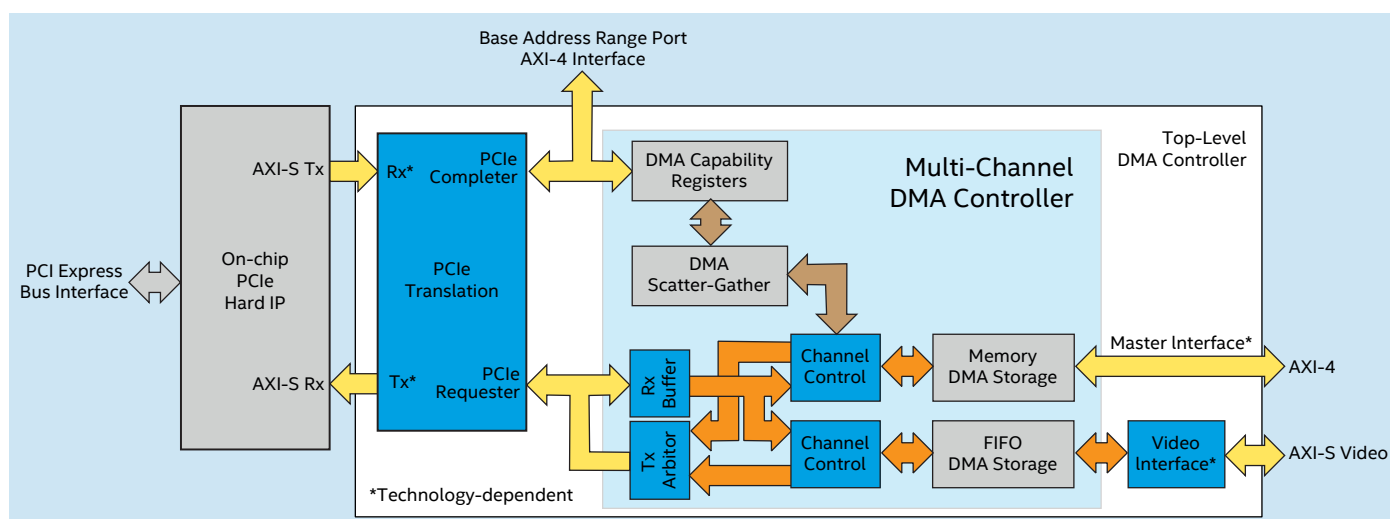 Base Address Range Port
AXI-4 Interface
Top-Level
DMA Controller
Multi-Channel
DMA Controller
DMA Capability
Registers
AXI-S Tx
Rx*
PCIe
Completer
PCI Express
Bus Interface
On-chip
PCIe
Hard IP
PCIe
Translation
DMA
Scatter-Gather
AXI-S Rx
Tx*
PCIe
Requester
Rx
Buffer
Tx
Arbitor
Channel
Control
Memory
DMA Storage
Master Interface*
AXI-4
Channel
Control
FIFO
DMA Storage
Video
Interface*
AXI-S Video
*Technology-dependent